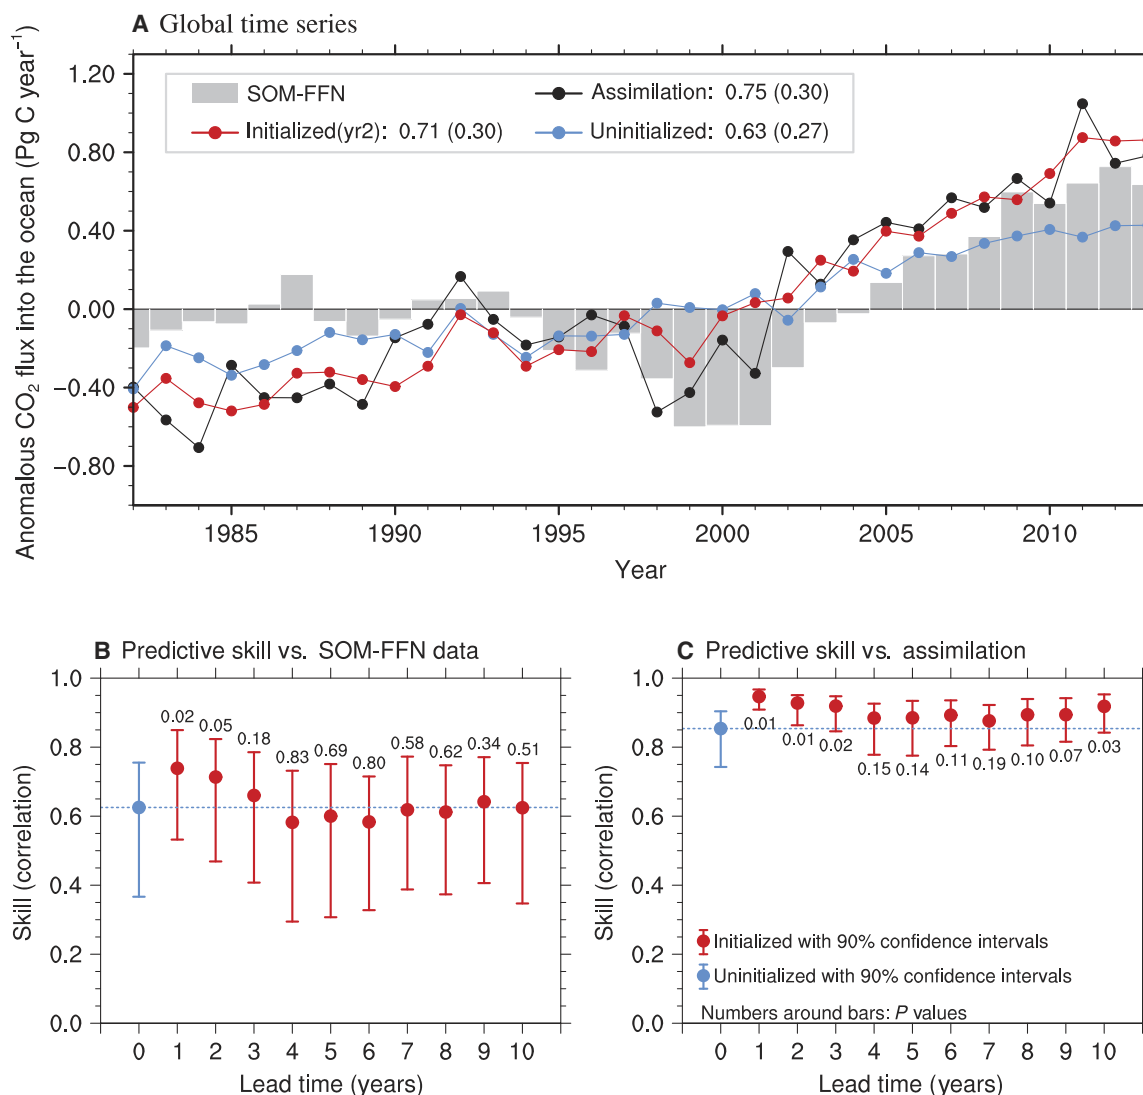 A Global time series
Anomalous CO₂ flux into the ocean (Pg C year⁻¹)
1.20
0.80
0.40
0.00
−0.40
−0.80
SOM-FFN
Assimilation: 0.75 (0.30)
Initialized(yr2): 0.71 (0.30)
Uninitialized: 0.63 (0.27)
1985 1990 1995 2000 2005 2010
Year
B Predictive skill vs. SOM-FFN data
Skill (correlation)
1.0
0.8
0.6
0.4
0.2
0.0
0.02 0.05 0.18 0.83 0.69 0.80 0.58 0.62 0.34 0.51
0 1 2 3 4 5 6 7 8 9 10
Lead time (years)
C Predictive skill vs. assimilation
Skill (correlation)
1.0
0.8
0.6
0.4
0.2
0.0
0.01 0.01 0.02 0.15 0.14 0.11 0.19 0.10 0.07 0.03
Initialized with 90% confidence intervals
Uninitialized with 90% confidence intervals
Numbers around bars: P values
0 1 2 3 4 5 6 7 8 9 10
Lead time (years)